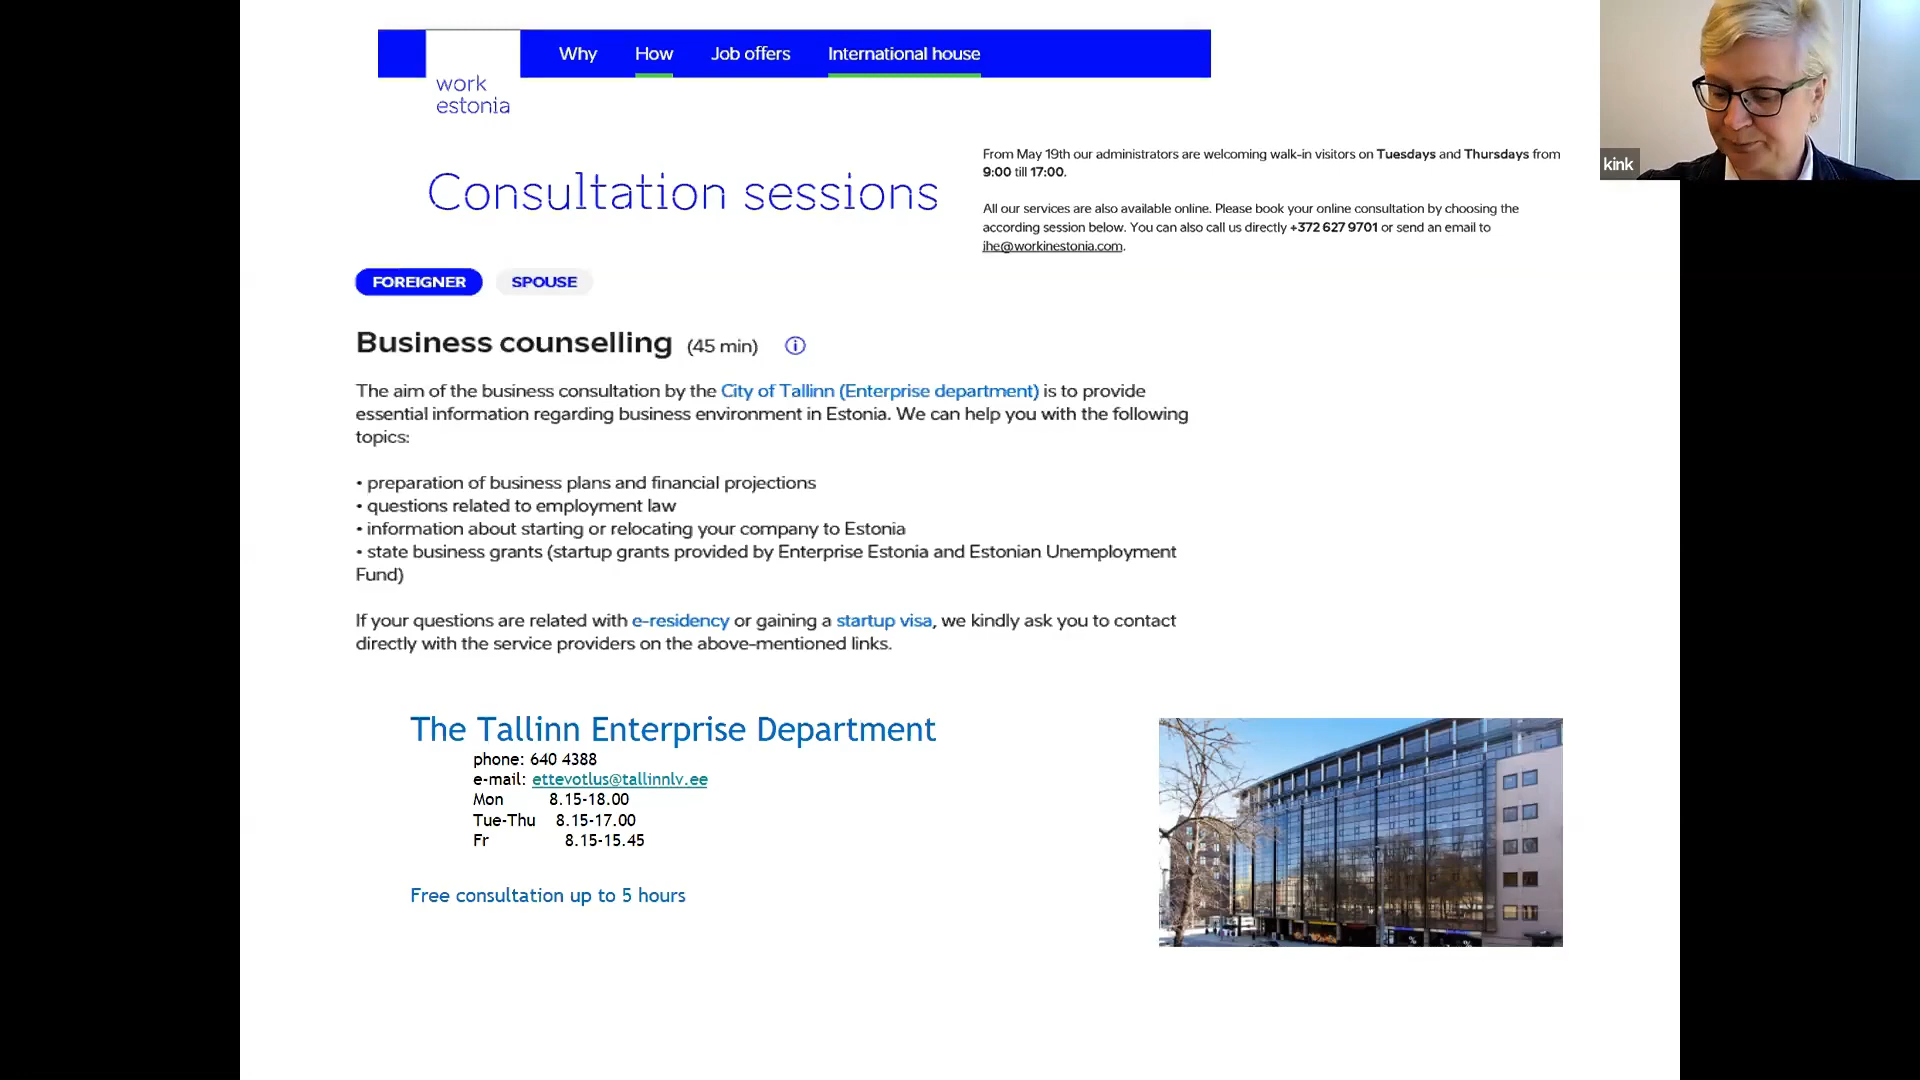 Why How Job offers International house
work
estonia
kink
Consultation sessions
From May 19th our administrators are welcoming walk-in visitors on Tuesdays and Thursdays from
9:00 till 17:00.
All our services are also available online. Please book your online consultation by choosing the
according session below. You can also call us directly +372 627 9701 or send an email to
ihe@workinestonia.com.
FOREIGNER SPOUSE
Business counselling (45 min)
The aim of the business consultation by the City of Tallinn (Enterprise department) is to provide
essential information regarding business environment in Estonia. We can help you with the following
topics:
• preparation of business plans and financial projections
• questions related to employment law
• information about starting or relocating your company to Estonia
• state business grants (startup grants provided by Enterprise Estonia and Estonian Unemployment
Fund)
If your questions are related with e-residency or gaining a startup visa, we kindly ask you to contact
directly with the service providers on the above-mentioned links.
The Tallinn Enterprise Department
phone: 640 4388
e-mail: ettevotlus@tallinnlv.ee
Mon 8.15-18.00
Tue-Thu 8.15-17.00
Fr 8.15-15.45
Free consultation up to 5 hours